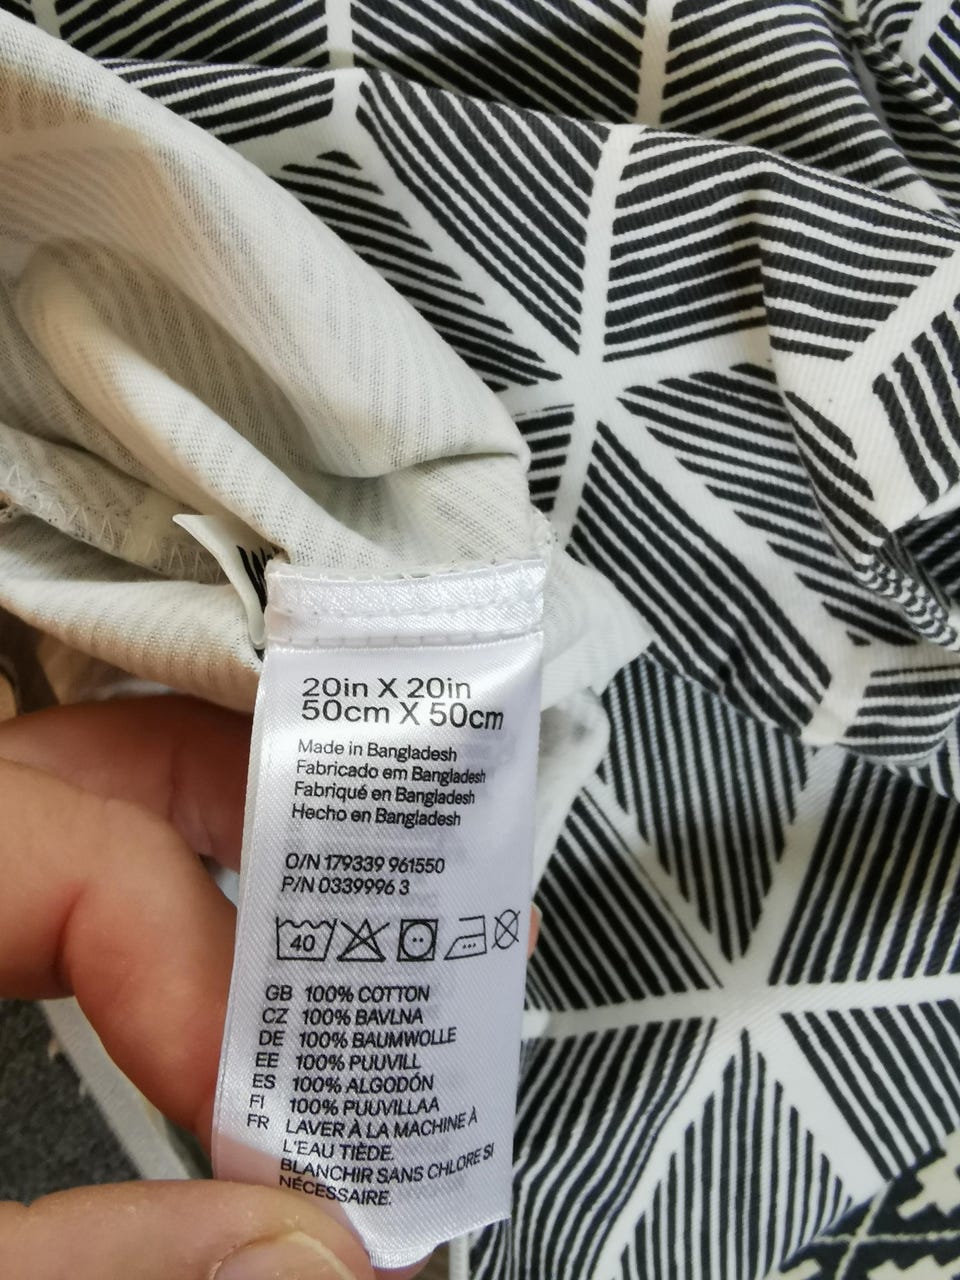 20in X 20in
50cm X 50cm
Made in Bangladesh
Fabricado em Bangladesh
Fabriqué en Bangladesh
Hecho en Bangladesh
O/N 179339 961550
P/N 0339996 3
40
GB 100% COTTON
CZ 100% BAVLNA
DE 100% BAUMWOLLE
EE 100% PUUVILL
ES 100% ALGODÓN
FI 100% PUUVILLAA
FR LAVER À LA MACHINE À
L'EAU TIÈDE.
BLANCHIR SANS CHLORE SI
NÉCESSAIRE.